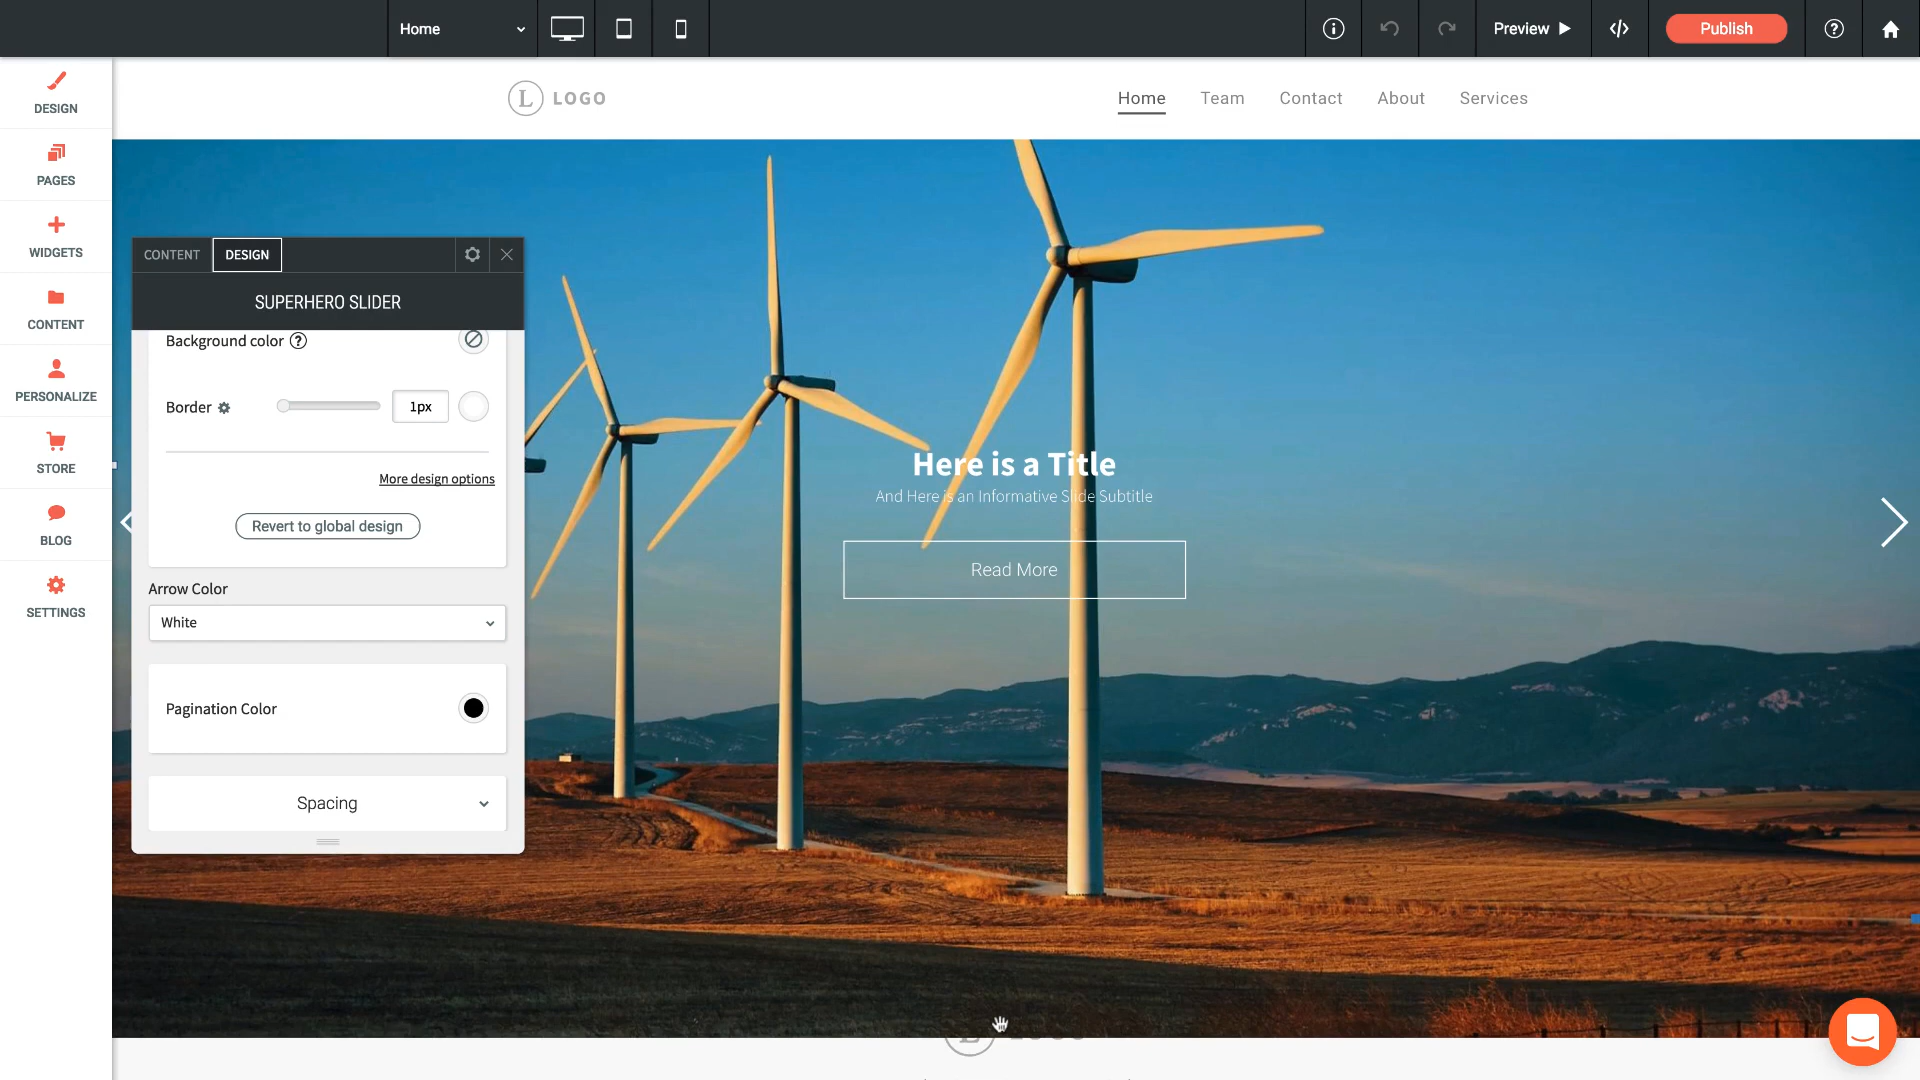 Home
Preview
Publish
DESIGN
PAGES
WIDGETS
CONTENT
PERSONALIZE
STORE
BLOG
SETTINGS
L LOGO
Home Team Contact About Services
CONTENT DESIGN
SUPERHERO SLIDER
Background color ?
Border 1px
More design options
Revert to global design
Arrow Color
White
Pagination Color
Spacing
Here is a Title
And Here is an Informative Slide Subtitle
Read More